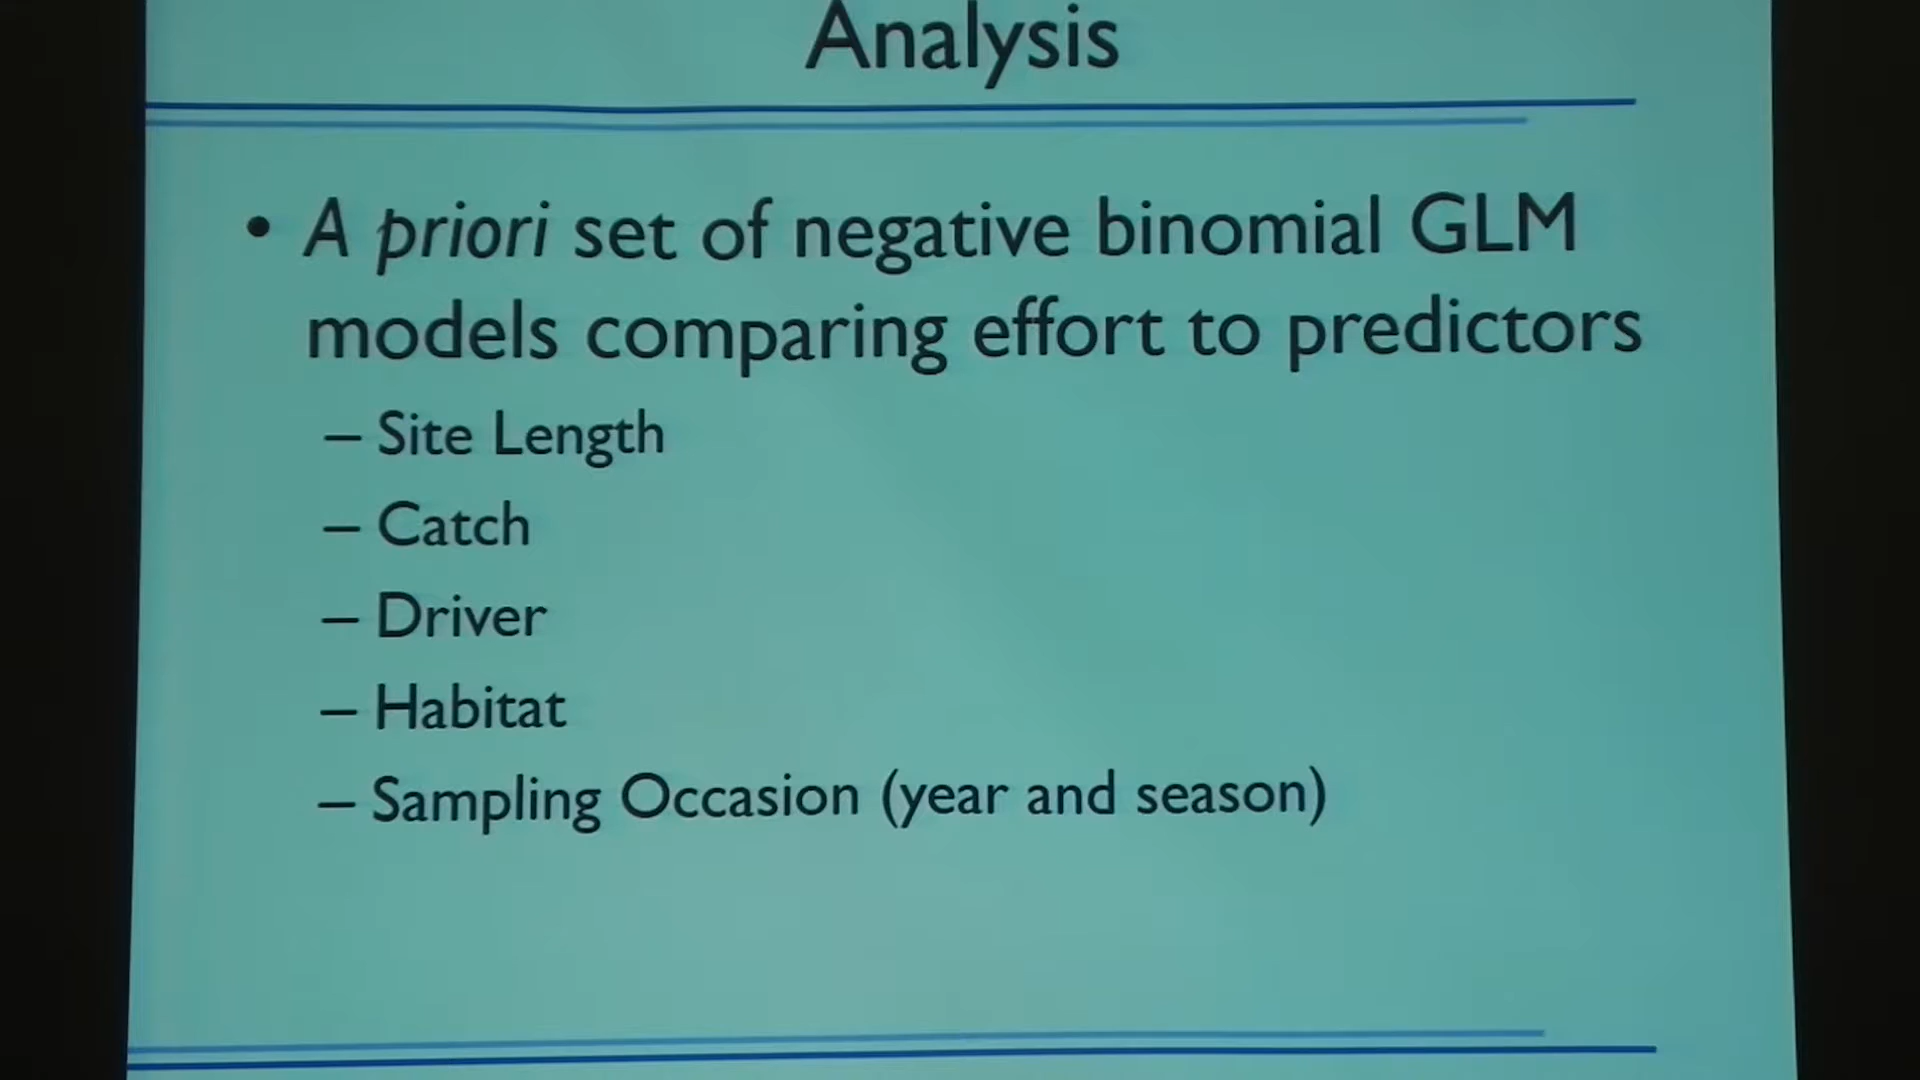 Analysis
• A priori set of negative binomial GLM
models comparing effort to predictors
– Site Length
– Catch
– Driver
– Habitat
– Sampling Occasion (year and season)